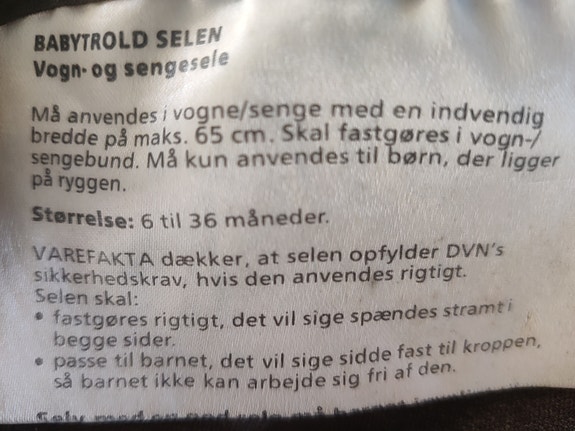 BABYTROLD SELEN
Vogn- og sengesele
Må anvendes i vogne/senge med en indvendig
bredde på maks. 65 cm. Skal fastgøres i vogn-/
sengebund. Må kun anvendes til børn, der ligger
på ryggen.
Størrelse: 6 til 36 måneder.
VAREFAKTA dækker, at selen opfylder DVN's
sikkerhedskrav, hvis den anvendes rigtigt.
Selen skal:
• fastgøres rigtigt, det vil sige spændes stramt i
begge sider.
• passe til barnet, det vil sige sidde fast til kroppen,
så barnet ikke kan arbejde sig fri af den.